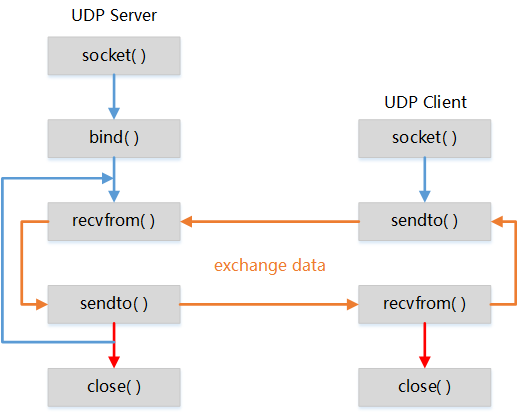 UDP Server
socket( )
bind( )
recvfrom( )
sendto( )
close( )
UDP Client
socket( )
sendto( )
recvfrom( )
close( )
exchange data